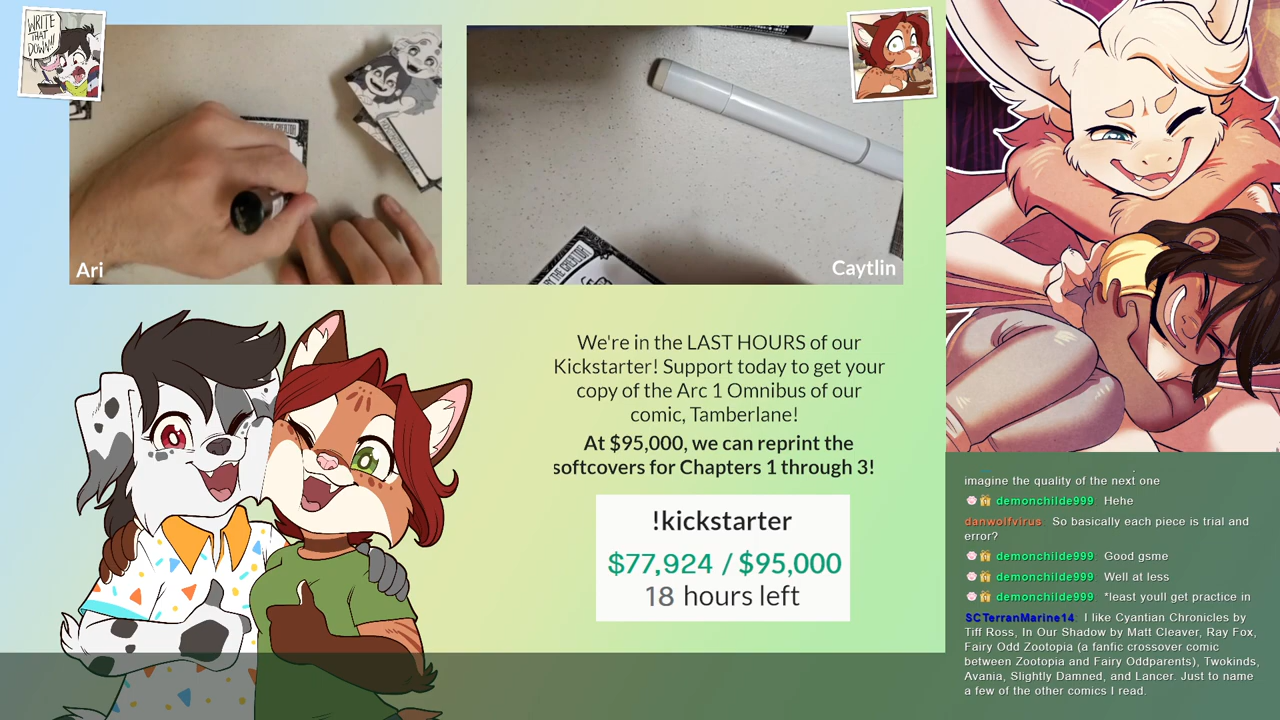 WRITE
THAT
DOWN!!!
BY THE CREATOR
Ari
Caytlin
We're in the LAST HOURS of our
Kickstarter! Support today to get your
copy of the Arc 1 Omnibus of our
comic, Tamberlane!
At $95,000, we can reprint the
softcovers for Chapters 1 through 3!
!kickstarter
$77,924 / $95,000
18 hours left
imagine the quality of the next one
demonchilde999: Hehe
danwolfvirus: So basically each piece is trial and
error?
demonchilde999: Good gsme
demonchilde999: Well at less
demonchilde999: *least youll get practice in
SCTerranMarine14: I like Cyantian Chronicles by
Tiff Ross, In Our Shadow by Matt Cleaver, Ray Fox,
Fairy Odd Zootopia (a fanfic crossover comic
between Zootopia and Fairy Oddparents), Twokinds,
Avania, Slightly Damned, and Lancer. Just to name
a few of the other comics I read.